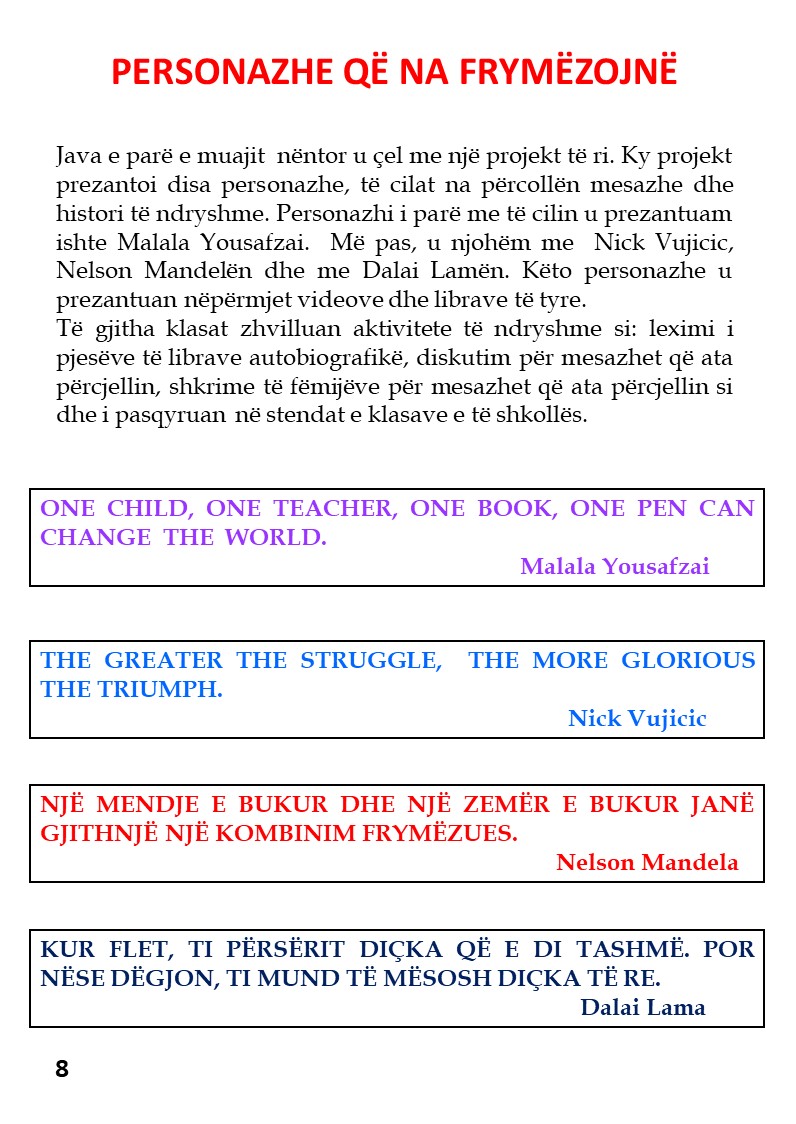 PERSONAZHE QË NA FRYMËZOJNË
Java e parë e muajit nëntor u çel me një projekt të ri. Ky projekt
prezantoi disa personazhe, të cilat na përcollën mesazhe dhe
histori të ndryshme. Personazhi i parë me të cilin u prezantuam
ishte Malala Yousafzai. Më pas, u njohëm me Nick Vujicic,
Nelson Mandelën dhe me Dalai Lamën. Këto personazhe u
prezantuan nëpërmjet videove dhe librave të tyre.
Të gjitha klasat zhvilluan aktivitete të ndryshme si: leximi i
pjesëve të librave autobiografikë, diskutim për mesazhet që ata
përcjellin, shkrime të fëmijëve për mesazhet që ata përcjellin si
dhe i pasqyruan në stendat e klasave e të shkollës.
ONE CHILD, ONE TEACHER, ONE BOOK, ONE PEN CAN
CHANGE THE WORLD.
Malala Yousafzai
THE GREATER THE STRUGGLE, THE MORE GLORIOUS
THE TRIUMPH.
Nick Vujicic
NJË MENDJE E BUKUR DHE NJË ZEMËR E BUKUR JANË
GJITHNJË NJË KOMBINIM FRYMËZUES.
Nelson Mandela
KUR FLET, TI PËRSËRIT DIÇKA QË E DI TASHMË. POR
NËSE DËGJON, TI MUND TË MËSOSH DIÇKA TË RE.
Dalai Lama
8